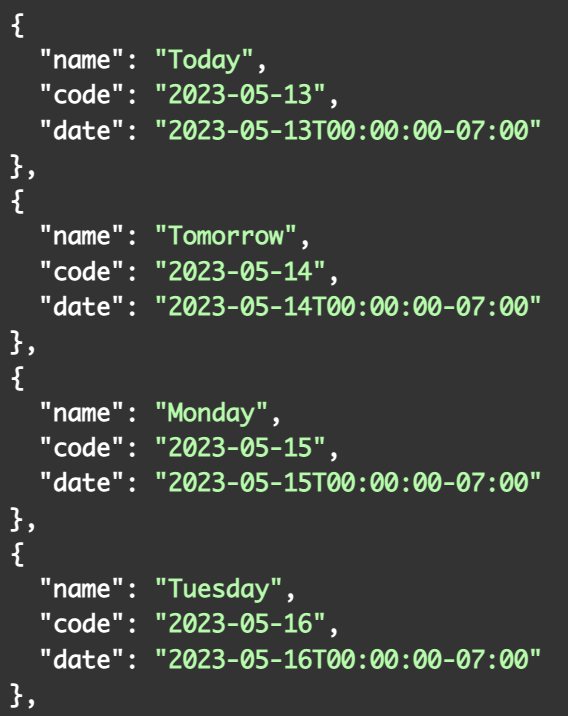 {
  "name": "Today",
  "code": "2023-05-13",
  "date": "2023-05-13T00:00:00-07:00"
},
{
  "name": "Tomorrow",
  "code": "2023-05-14",
  "date": "2023-05-14T00:00:00-07:00"
},
{
  "name": "Monday",
  "code": "2023-05-15",
  "date": "2023-05-15T00:00:00-07:00"
},
{
  "name": "Tuesday",
  "code": "2023-05-16",
  "date": "2023-05-16T00:00:00-07:00"
},